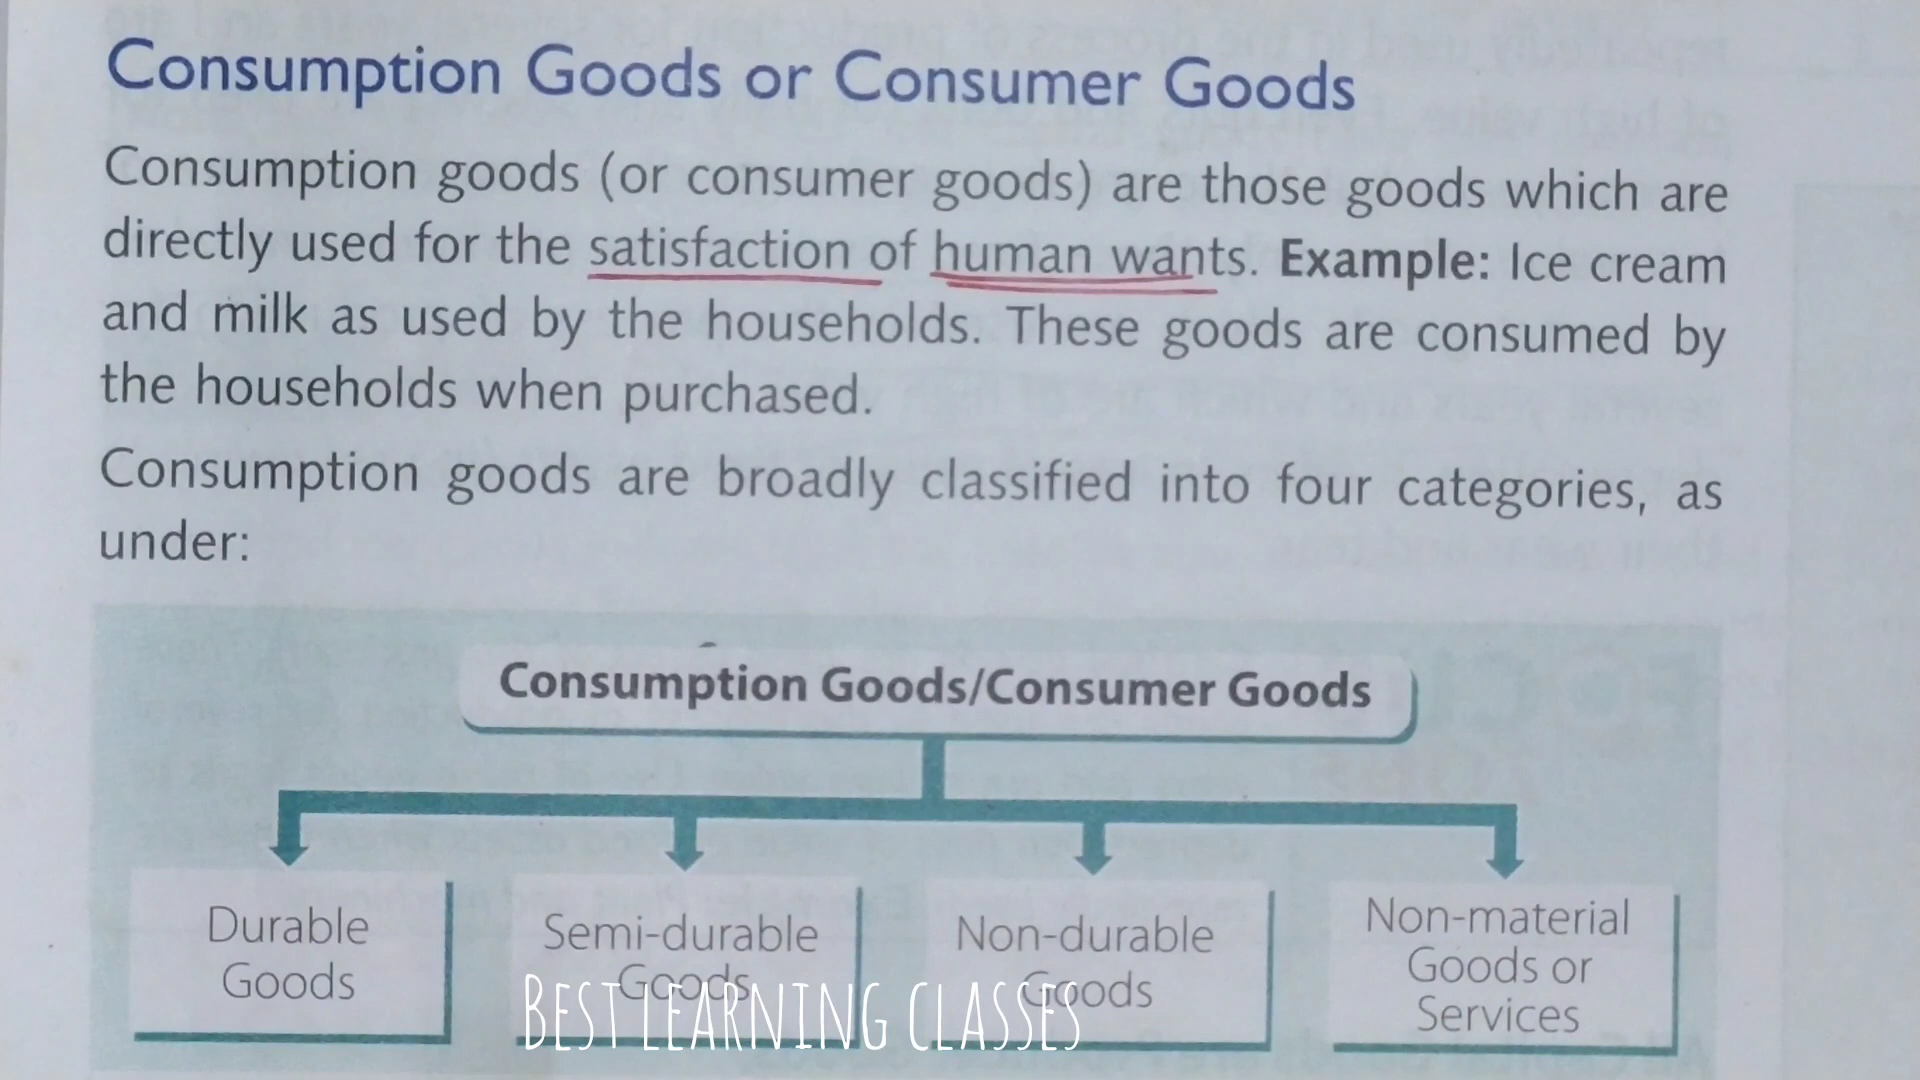 Consumption Goods or Consumer Goods
Consumption goods (or consumer goods) are those goods which are
directly used for the satisfaction of human wants. Example: Ice cream
and milk as used by the households. These goods are consumed by
the households when purchased.
Consumption goods are broadly classified into four categories, as
under:
Consumption Goods/Consumer Goods
Durable
Goods
Semi-durable
Goods
Non-durable
Goods
Non-material
Goods or
Services
BEST LEARNING CLASSES